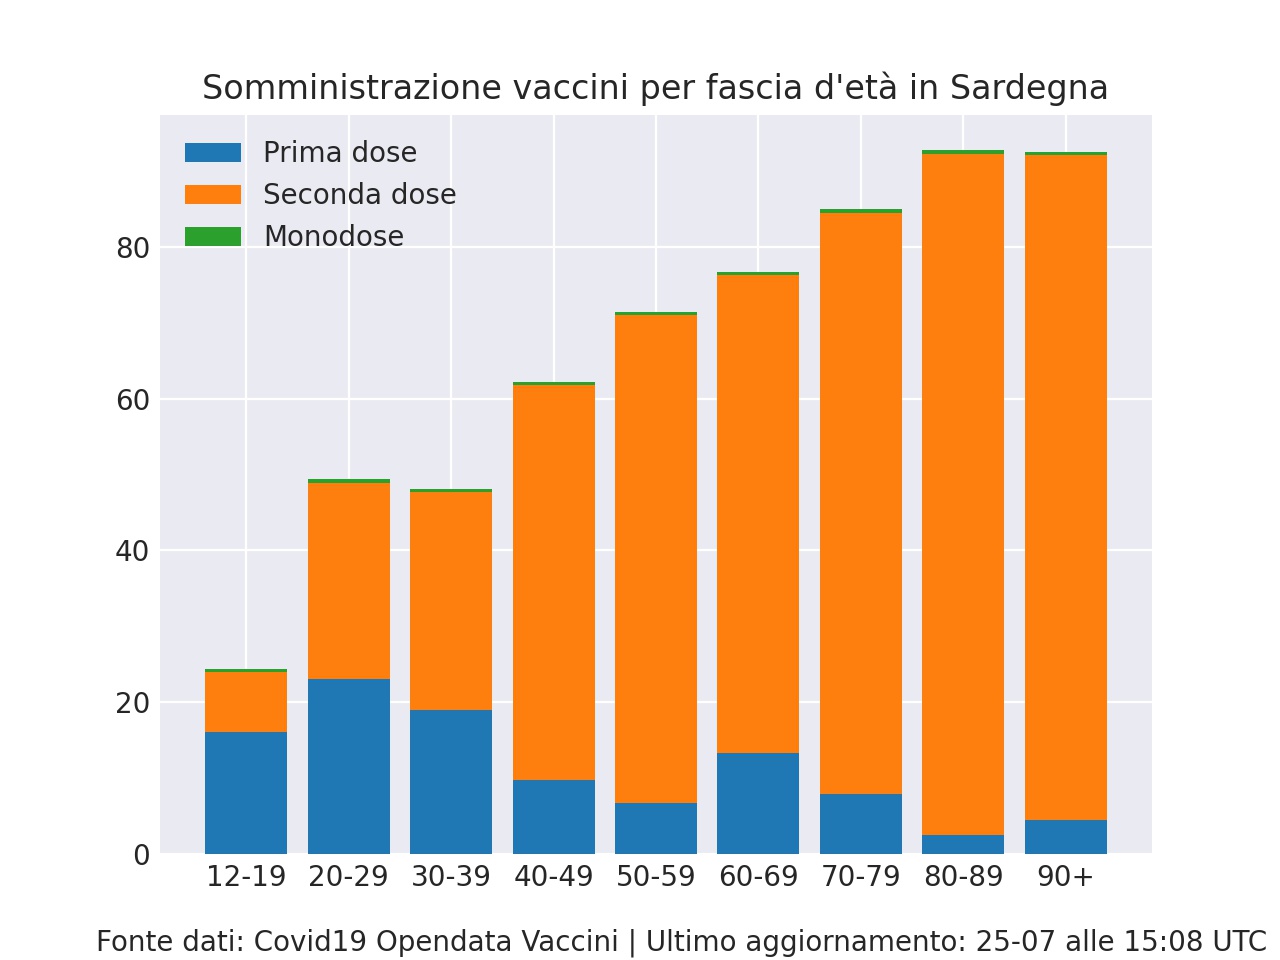 Somministrazione vaccini per fascia d'età in Sardegna
Prima dose
Seconda dose
Monodose
80
60
40
20
0
12-19 20-29 30-39 40-49 50-59 60-69 70-79 80-89 90+
Fonte dati: Covid19 Opendata Vaccini | Ultimo aggiornamento: 25-07 alle 15:08 UTC